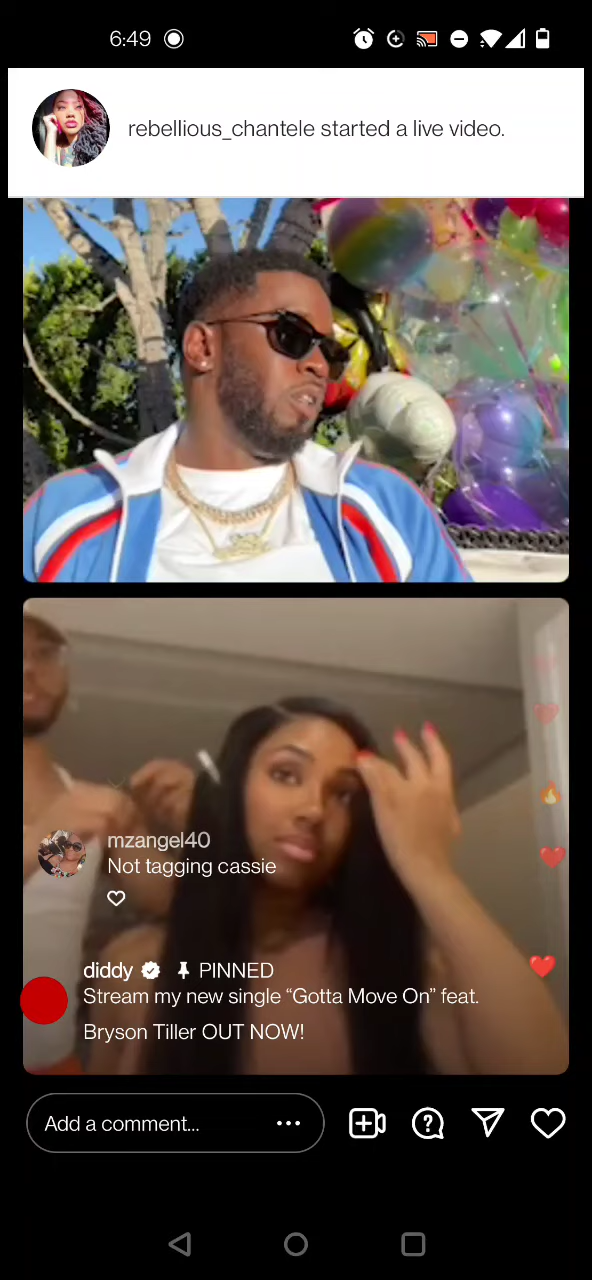 6:49
rebellious_chantele started a live video.
mzangel40
Not tagging cassie
diddy PINNED
Stream my new single “Gotta Move On” feat.
Bryson Tiller OUT NOW!
Add a comment...